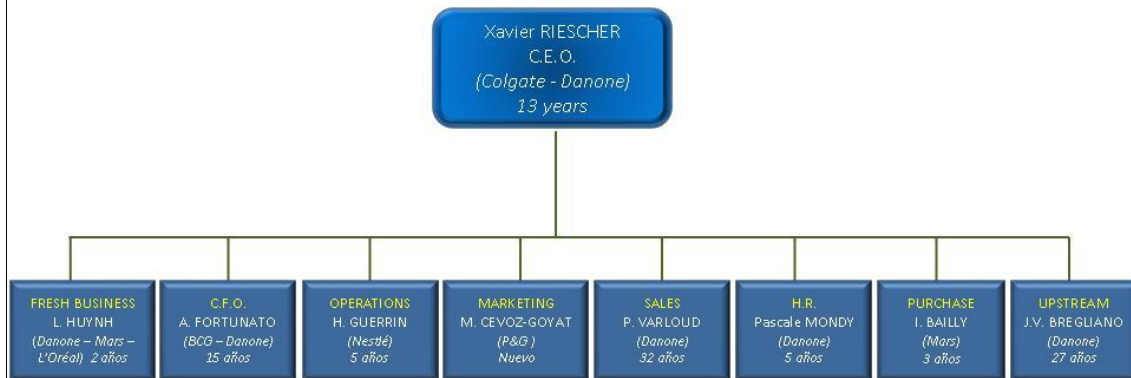 Xavier RIESCHER
C.E.O.
(Colgate - Danone)
13 years
FRESH BUSINESS
L. HUYNH
(Danone – Mars –
L'Oréal) 2 años
C.F.O.
A. FORTUNATO
(BCG – Danone)
15 años
OPERATIONS
H. GUERRIN
(Nestlé)
5 años
MARKETING
M. CEVOZ-GOYAT
(P&G )
Nuevo
SALES
P. VARLOUD
(Danone)
32 años
H.R.
Pascale MONDY
(Danone)
5 años
PURCHASE
I. BAILLY
(Mars)
3 años
UPSTREAM
J.V. BREGLIANO
(Danone)
27 años